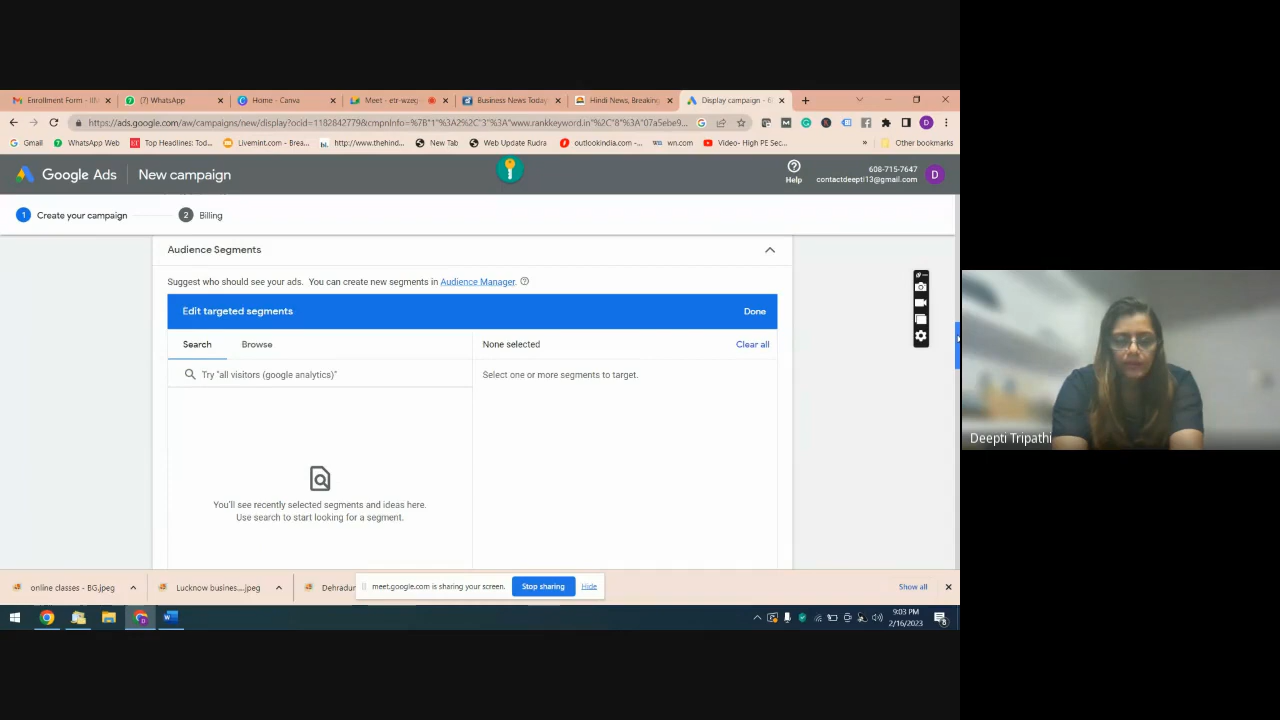 Enrollment Form - IIM
(7) WhatsApp
Home - Canva
Meet - etr-wzeg
Business News Today
Hindi News, Breaking
Display campaign - 
https://ads.google.com/aw/campaigns/new/display?ocid=1182842779&cmpnInfo=%7B"1"%3A2%2C"3"%3A"www.rankkeyword.in"%2C"8"%3A"07a5ebe9...
Gmail
WhatsApp Web
Top Headlines: Tod...
Livemint.com - Brea...
http://www.thehind...
New Tab
Web Update Rudra
outlookindia.com -...
wn.com
Video- High PE Sec...
»
Other bookmarks
Google Ads
New campaign
Help
608-715-7647
contactdeepti13@gmail.com
D
1 Create your campaign
2 Billing
Audience Segments
Suggest who should see your ads. You can create new segments in Audience Manager.
Edit targeted segments
Done
Search
Browse
None selected
Clear all
Try "all visitors (google analytics)"
Select one or more segments to target.
You'll see recently selected segments and ideas here.
Use search to start looking for a segment.
Deepti Tripathi
online classes - BG.jpeg
Lucknow busines....jpeg
Dehradun
meet.google.com is sharing your screen.
Stop sharing
Hide
Show all
9:03 PM
2/16/2023